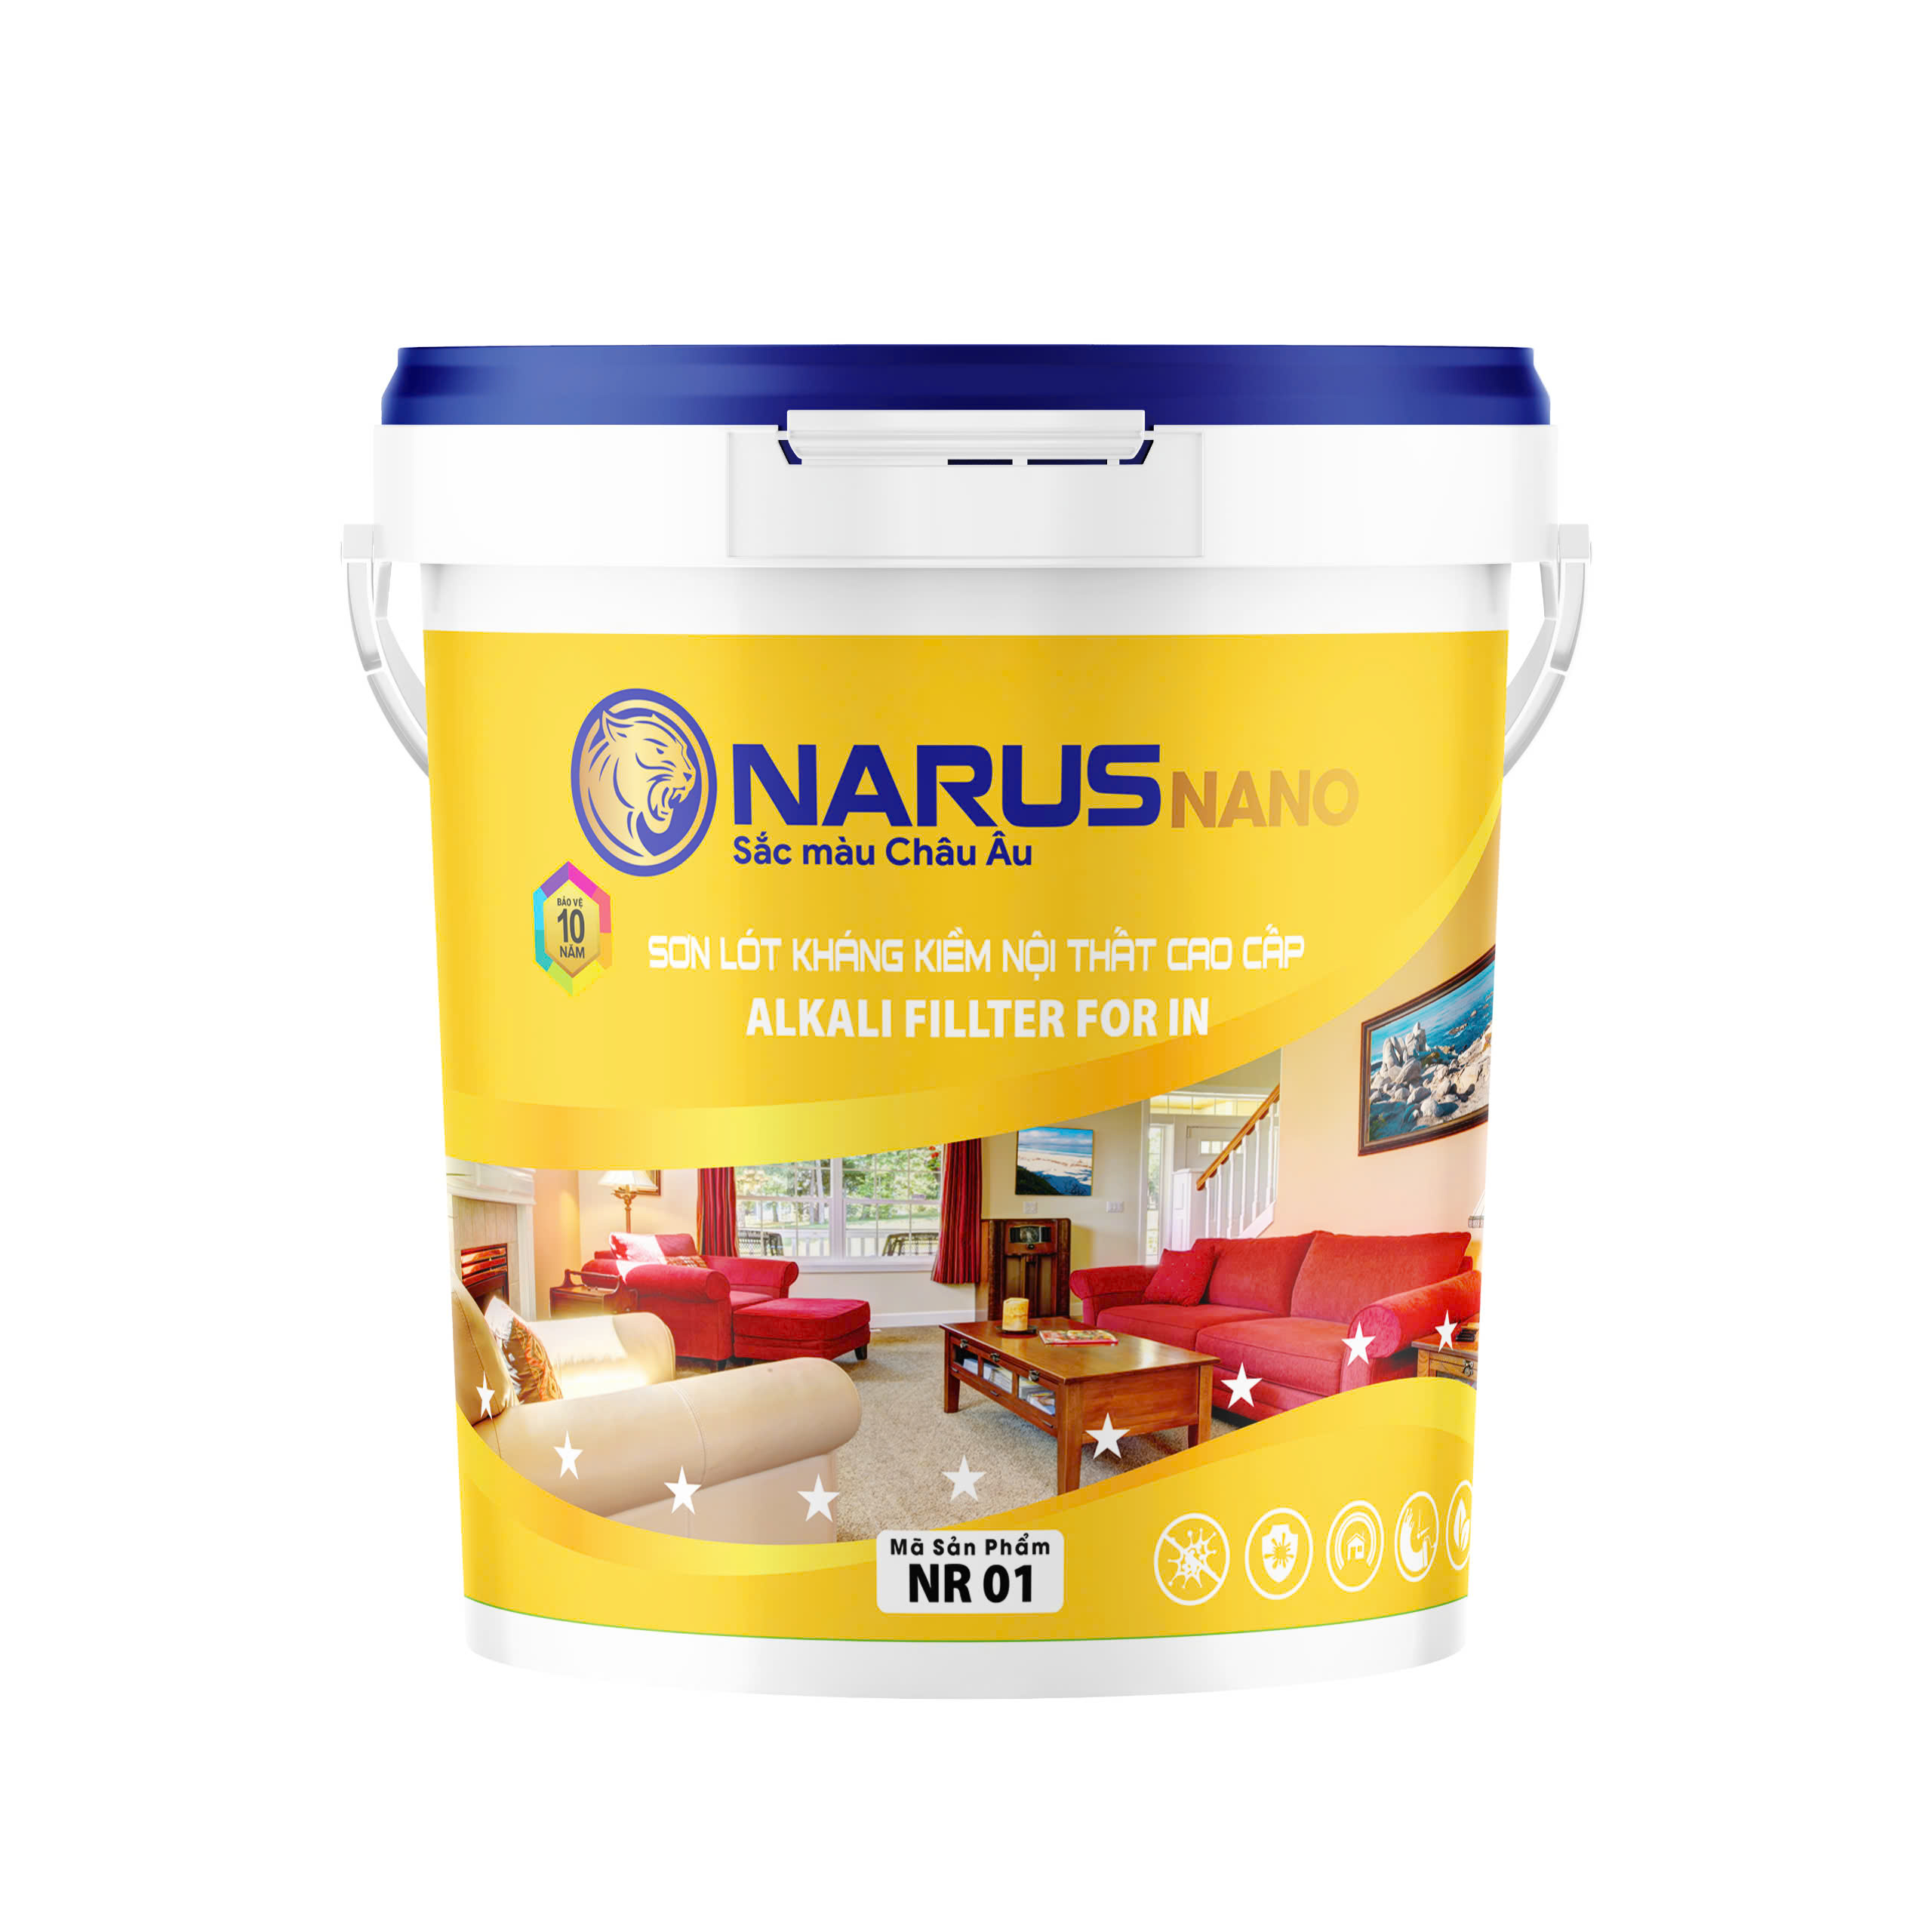 NARUS NANO
Sắc màu Châu Âu
BẢO VỆ
10
NĂM
SƠN LÓT KHÁNG KIỀM NỘI THẤT CAO CẤP
ALKALI FILLTER FOR IN
Mã Sản Phẩm
NR 01